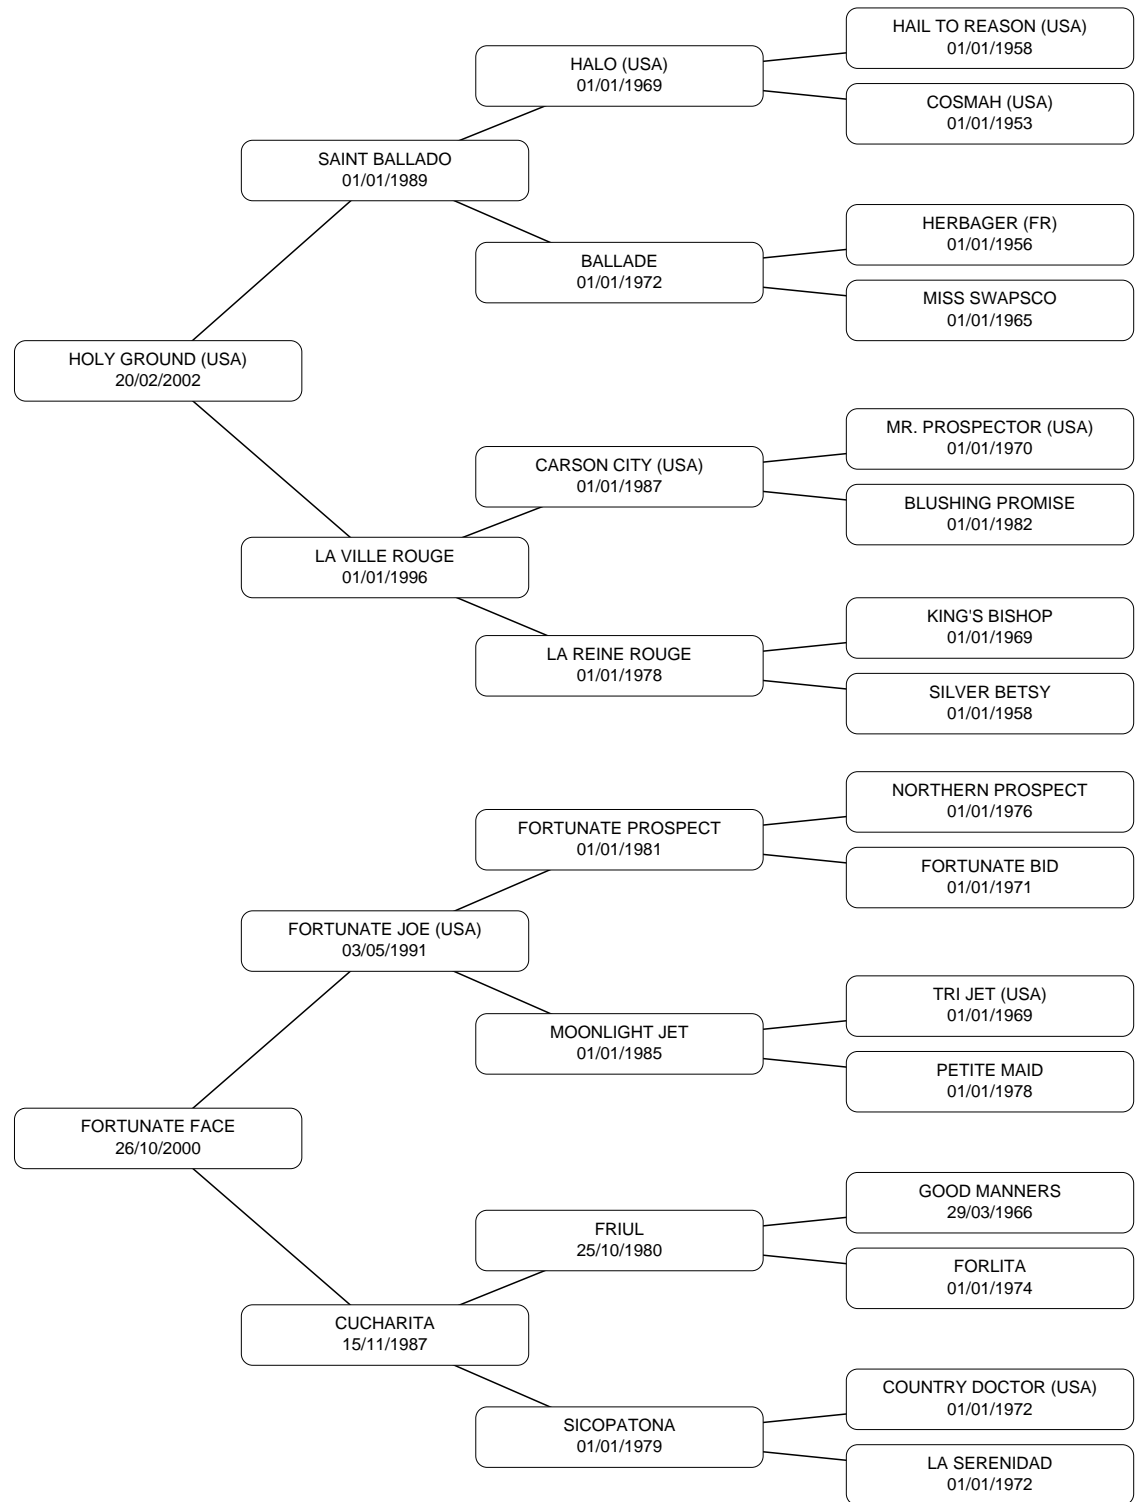 HAIL TO REASON (USA)
01/01/1958
HALO (USA)
01/01/1969
COSMAH (USA)
01/01/1953
SAINT BALLADO
01/01/1989
HERBAGER (FR)
01/01/1956
BALLADE
01/01/1972
MISS SWAPSCO
01/01/1965
HOLY GROUND (USA)
20/02/2002
MR. PROSPECTOR (USA)
01/01/1970
CARSON CITY (USA)
01/01/1987
BLUSHING PROMISE
01/01/1982
LA VILLE ROUGE
01/01/1996
KING'S BISHOP
01/01/1969
LA REINE ROUGE
01/01/1978
SILVER BETSY
01/01/1958
NORTHERN PROSPECT
01/01/1976
FORTUNATE PROSPECT
01/01/1981
FORTUNATE BID
01/01/1971
FORTUNATE JOE (USA)
03/05/1991
TRI JET (USA)
01/01/1969
MOONLIGHT JET
01/01/1985
PETITE MAID
01/01/1978
FORTUNATE FACE
26/10/2000
GOOD MANNERS
29/03/1966
FRIUL
25/10/1980
FORLITA
01/01/1974
CUCHARITA
15/11/1987
COUNTRY DOCTOR (USA)
01/01/1972
SICOPATONA
01/01/1979
LA SERENIDAD
01/01/1972